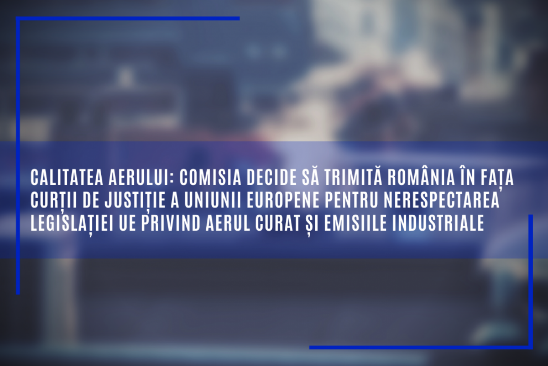 CALITATEA AERULUI: COMISIA DECIDE SĂ TRIMITĂ ROMÂNIA ÎN FAȚA
CURȚII DE JUSTIȚIE A UNIUNII EUROPENE PENTRU NERESPECTAREA
LEGISLAȚIEI UE PRIVIND AERUL CURAT ȘI EMISIILE INDUSTRIALE